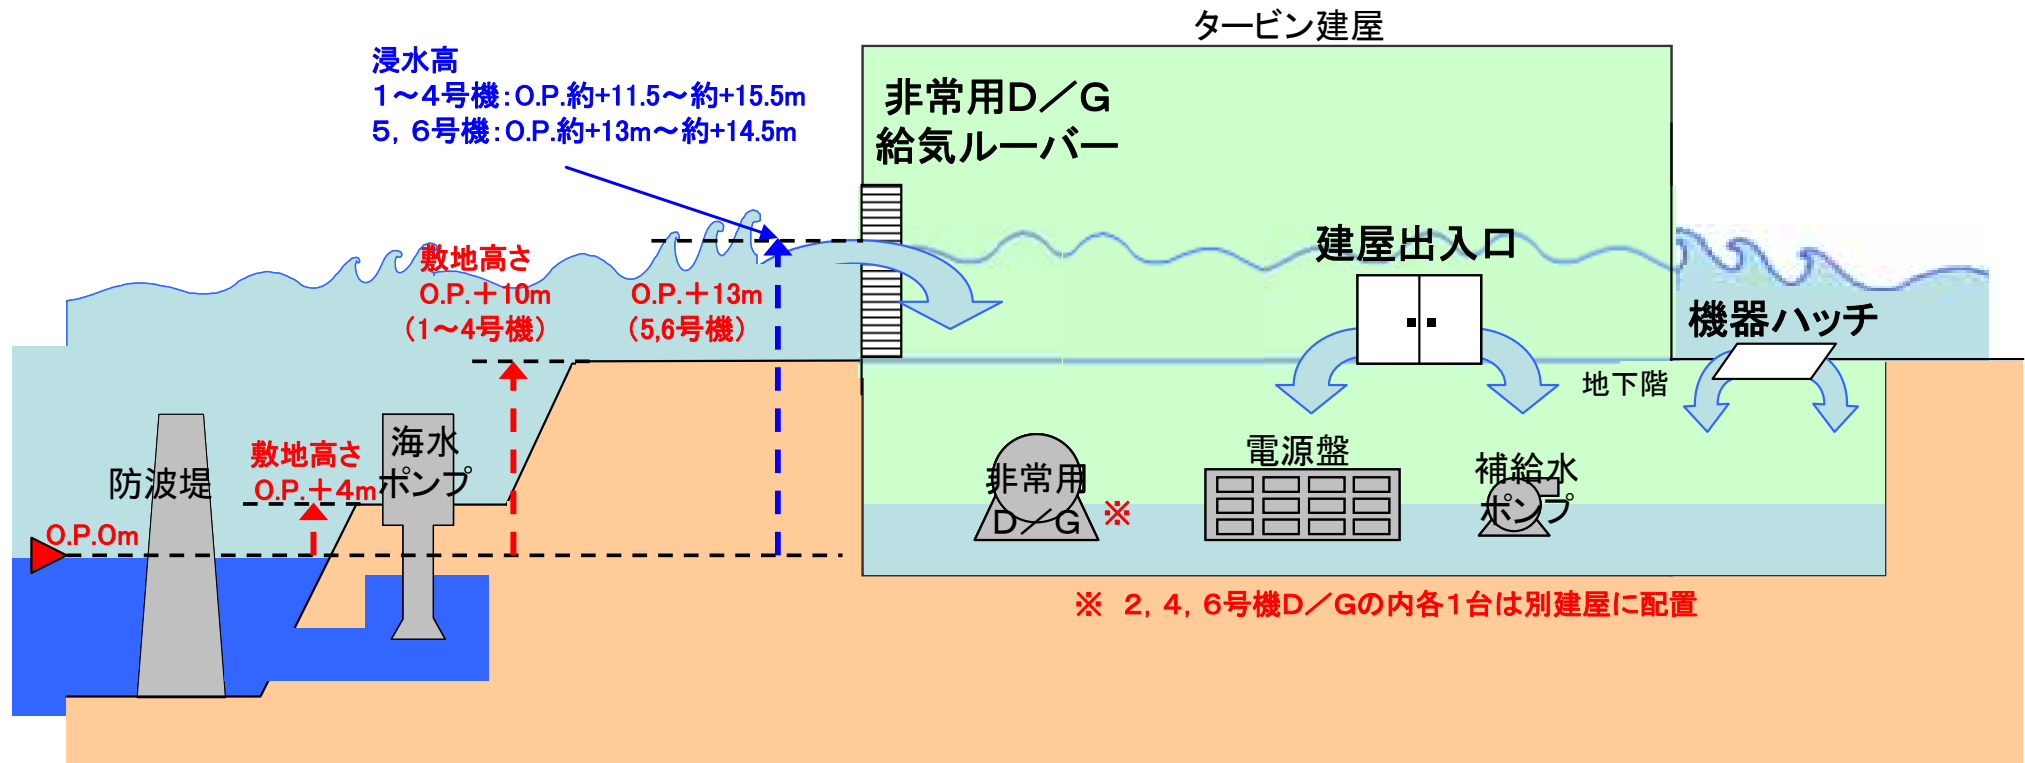 タービン建屋
浸水高
1～4号機：O.P.約+11.5～約+15.5m
5，6号機：O.P.約+13m～約+14.5m
非常用D／G
給気ルーバー
建屋出入口
敷地高さ
O.P.＋10m
（1～4号機）
O.P.＋13m
（5,6号機）
機器ハッチ
地下階
海水
ポンプ
敷地高さ
O.P.＋4m
防波堤
O.P.0m
非常用
D／G
※
電源盤
補給水
ポンプ
※　2，4，6号機D／Gの内各1台は別建屋に配置